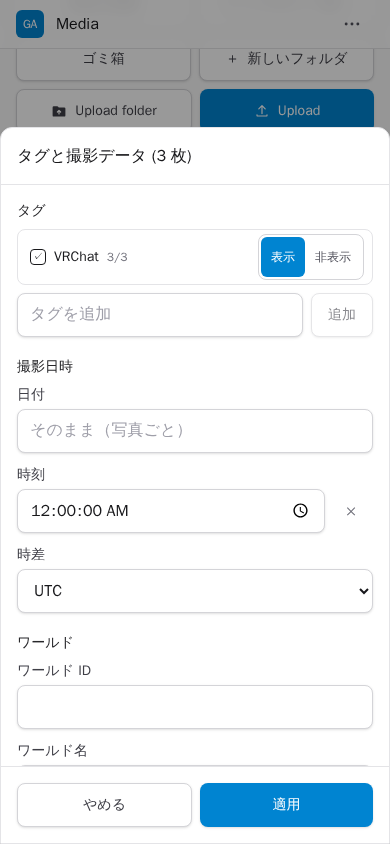 GA Media
ゴミ箱 + 新しいフォルダ
Upload folder Upload
タグと撮影データ (3 枚)
タグ
VRChat 3/3 表示 非表示
タグを追加 追加
撮影日時
日付
そのまま（写真ごと）
時刻
12:00:00 AM ×
時差
UTC
ワールド
ワールド ID
ワールド名
やめる 適用